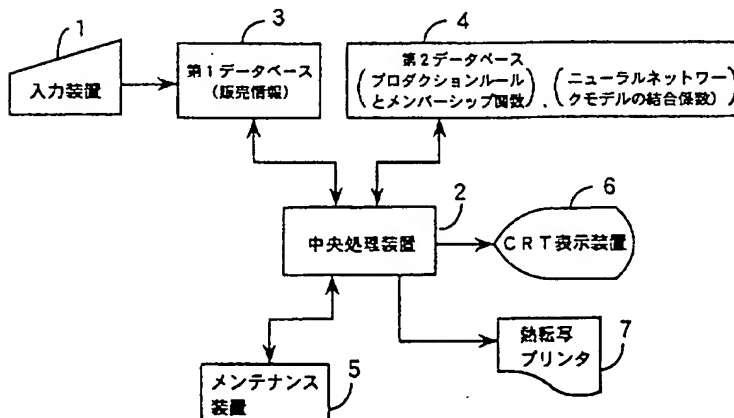 1
入力装置
3
第1データベース
(販売情報)
4
第2データベース
(プロダクションルールとメンバーシップ関数)、(ニューラルネットワークモデルの結合係数)
2
中央処理装置
6
CRT表示装置
熱転写
プリンタ
7
メンテナンス
装置
5